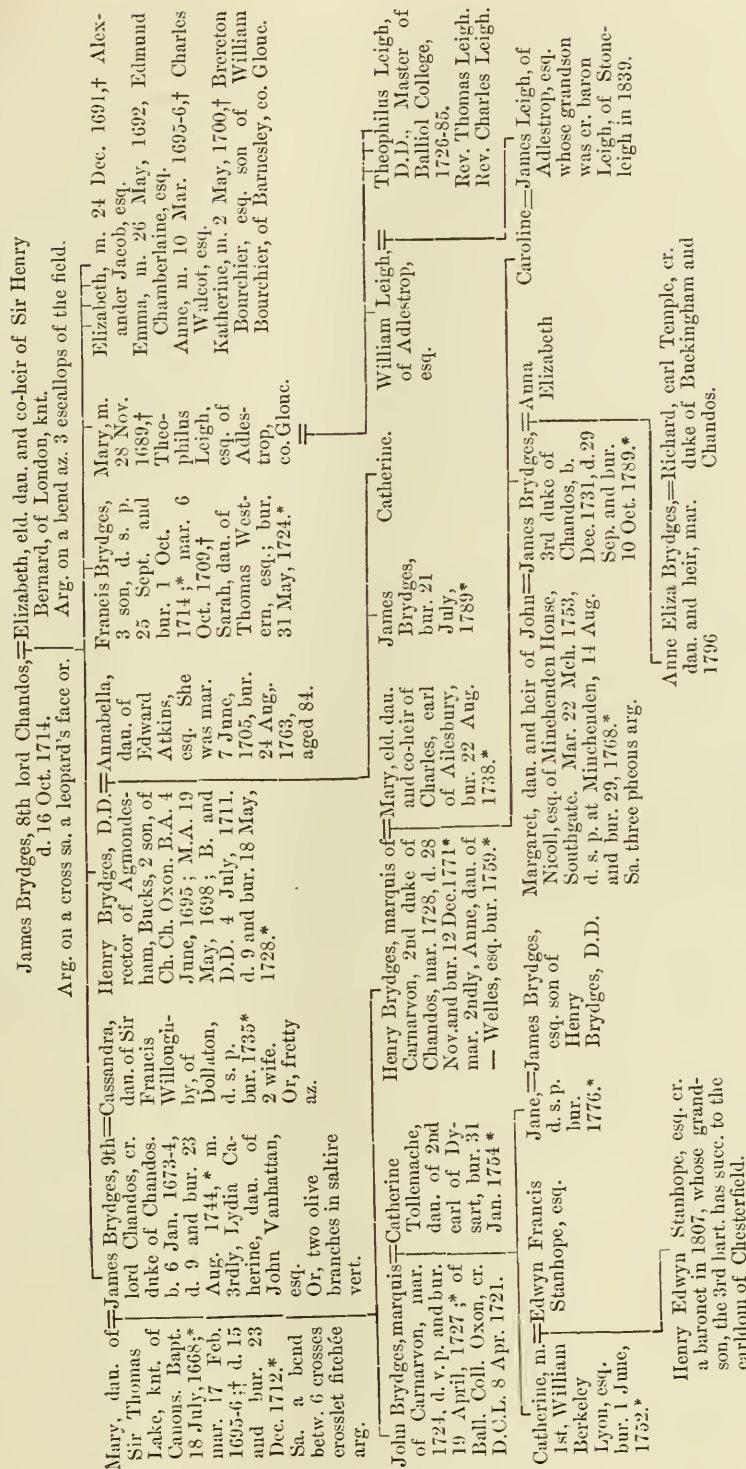 James Brydges, 8th lord Chandos,=Elizabeth, eld. dau. and co-heir of Sir Henry
d. 16 Oct. 1714.
Bernard, of London, knt.
Arg. on a cross sa. a leopard's face or.
Arg. on a bend az. 3 escallops of the field.
Mary, dau. of
Sir Thomas
Lake, knt. of
Canons. Bapt.
18 July, 1668;*
mar. 17 Feb.
1695-6;† d. 15
and bur. 23
Dec. 1712.*
Sa. a bend
betw. 6 crosses
crosslet fitchée
arg.
=James Brydges, 9th
lord Chandos, cr.
duke of Chandos.
b. 6 Jan. 1673-4,
d. 9 and bur. 23
Aug. 1744,* m.
3rdly, Lydia Ca-
therine, dau. of
John Vanhattan,
esq.
Or, two olive
branches in saltire
vert.
=Cassandra,
dau. of Sir
Francis
Willough-
by, of
Dollaton,
d. s. p.
bur. 1735*
2 wife.
Or, fretty
az.
Henry Brydges, D.D.
rector of Agmondes-
ham, Bucks, 2 son, of
Ch. Ch. Oxon. B.A. 4
June, 1695; M.A. 19
May, 1698; B. and
D.D. 4 July, 1711.
d. 9 and bur. 18 May,
1728.*
=Annabella,
dau. of
Edward
Atkins,
esq. She
was mar.
7 June,
1705, bur.
24 Aug,.
1763,
aged 84.
Francis Brydges,
3 son, d. s. p.
25 Sept. and
bur. 1 Oct.
1714;* mar. 6
Oct. 1709,†
Sarah, dau. of
Thomas West-
ern, esq.; bur.
31 May, 1724.*
Mary, m.
28 Nov.
1689,†
Theo-
philus
Leigh,
esq. of
Adles-
trop,
co. Glouc.
Elizabeth, m. 24 Dec. 1691,† Alex-
ander Jacob, esq.
Emma, m. 26 May, 1692, Edmund
Chamberlaine, esq.
Anne, m. 10 Mar. 1695-6,† Charles
Walcot, esq.
Katherine, m. 2 May, 1700,† Brereton
Bourchier, esq. son of William
Bourchier, of Barnesley, co. Glouc.
John Brydges, marquis
of Carnarvon, mar.
1724, d. v. p. and bur.
19 April, 1727;* of
Ball. Coll. Oxon, cr.
D.C.L. 8 Apr. 1721.
=Catherine
Tollemache,
dau. of 2nd
earl of Dy-
sart, bur. 31
Jan. 1754 *
Henry Brydges, marquis of
Carnarvon, 2nd duke of
Chandos, mar. 1728, d. 28
Nov. and bur. 12 Dec. 1771*
mar. 2ndly, Anne, dau. of
— Welles, esq. bur. 1759.*
=Mary, eld. dau.
and co-heir of
Charles, earl
of Ailesbury,
bur. 22 Aug.
1738.*
James
Brydges,
bur. 21
July,
1789*
Catherine.
William Leigh,
of Adlestrop,
esq.
Theophilus Leigh,
D.D., Master of
Balliol College,
1726-85.
Rev. Thomas Leigh.
Rev. Charles Leigh.
Catherine, m.
1st, William
Berkeley
Lyon, esq.
bur. 1 June,
1752.*
=Edwyn Francis
Stanhope, esq.
Jane,
d. s. p.
bur.
1776.*
=James Brydges,
esq. son of
Henry
Brydges, D.D.
Margaret, dau. and heir of John
Nicoll, esq. of Minchenden House,
Southgate. Mar. 22 Mch. 1753,
d. s. p. at Minchenden, 14 Aug.
and bur. 29, 1768.*
Sa. three pheons arg.
=James Brydges,
3rd duke of
Chandos, b.
Dec. 1731, d. 29
Sep. and bur.
10 Oct. 1789.*
=Anna
Elizabeth
Caroline
=James Leigh, of
Adlestrop, esq.
whose grandson
was cr. baron
Leigh, of Stone-
leigh in 1839.
Henry Edwyn Stanhope, esq. cr.
a baronet in 1807, whose grand-
son, the 3rd bart. has succ. to the
earldom of Chesterfield.
Anne Eliza Brydges,=Richard, earl Temple, cr.
dau. and heir, mar.
1796
duke of Buckingham and
Chandos.